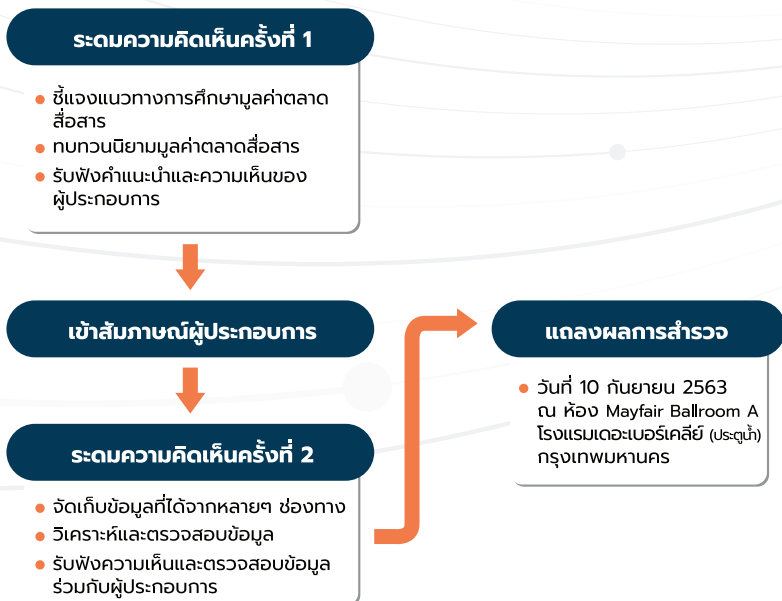 ระดมความคิดเห็นครั้งที่ 1
ชี้แจงแนวทางการศึกษามูลค่าตลาด
สื่อสาร
ทบทวนนิยามมูลค่าตลาดสื่อสาร
รับฟังคำแนะนำและความเห็นของ
ผู้ประกอบการ
เข้าสัมภาษณ์ผู้ประกอบการ
ระดมความคิดเห็นครั้งที่ 2
จัดเก็บข้อมูลที่ได้จากหลายๆ ช่องทาง
วิเคราะห์และตรวจสอบข้อมูล
รับฟังความเห็นและตรวจสอบข้อมูล
ร่วมกับผู้ประกอบการ
แถลงผลการสำรวจ
วันที่ 10 กันยายน 2563
ณ ห้อง Mayfair Ballroom A
โรงแรมเดอะเบอร์เคลีย์ (ประตูน้ำ)
กรุงเทพมหานคร